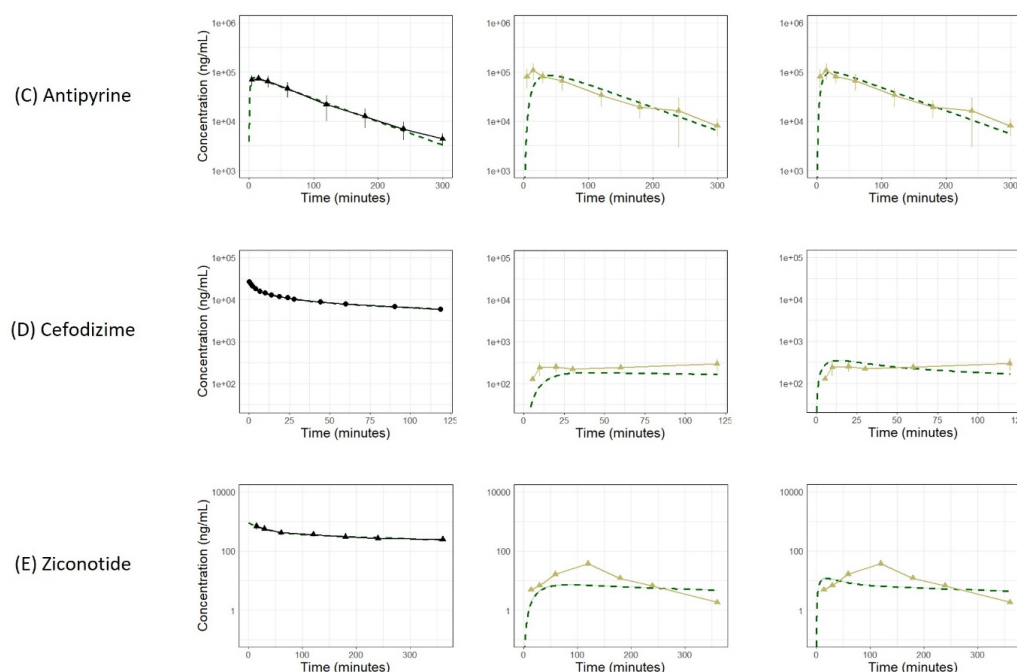 (C) Antipyrine
Concentration (ng/mL)
1e+06
1e+05
1e+04
1e+03
0 100 200 300
Time (minutes)
1e+06
1e+05
1e+04
1e+03
0 100 200 300
Time (minutes)
1e+06
1e+05
1e+04
1e+03
0 100 200 300
Time (minutes)
(D) Cefodizime
Concentration (ng/mL)
1e+05
1e+04
1e+03
1e+02
0 25 50 75 100 125
Time (minutes)
1e+05
1e+04
1e+03
1e+02
0 25 50 75 100 125
Time (minutes)
1e+05
1e+04
1e+03
1e+02
0 25 50 75 100
Time (minutes)
(E) Ziconotide
Concentration (ng/mL)
10000
100
1
0 100 200 300
Time (minutes)
10000
100
1
0 100 200 300
Time (minutes)
10000
100
1
0 100 200 300
Time (minutes)